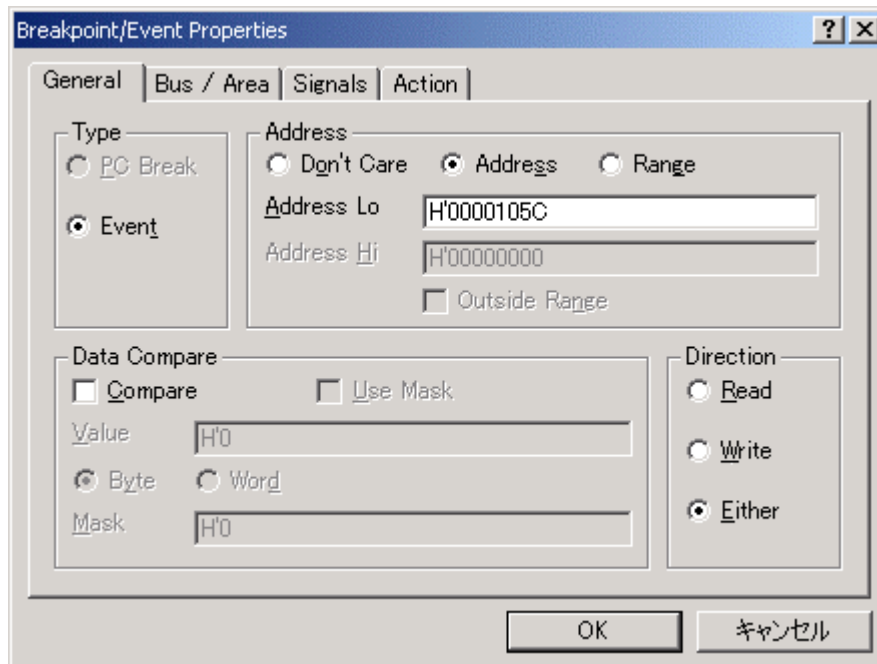 Breakpoint/Event Properties
General Bus / Area Signals Action
Type
PC Break
Event
Address
Don't Care Address Range
Address Lo H'0000105C
Address Hi H'00000000
Outside Range
Data Compare
Compare Use Mask
Value H'0
Byte Word
Mask H'0
Direction
Read
Write
Either
OK キャンセル